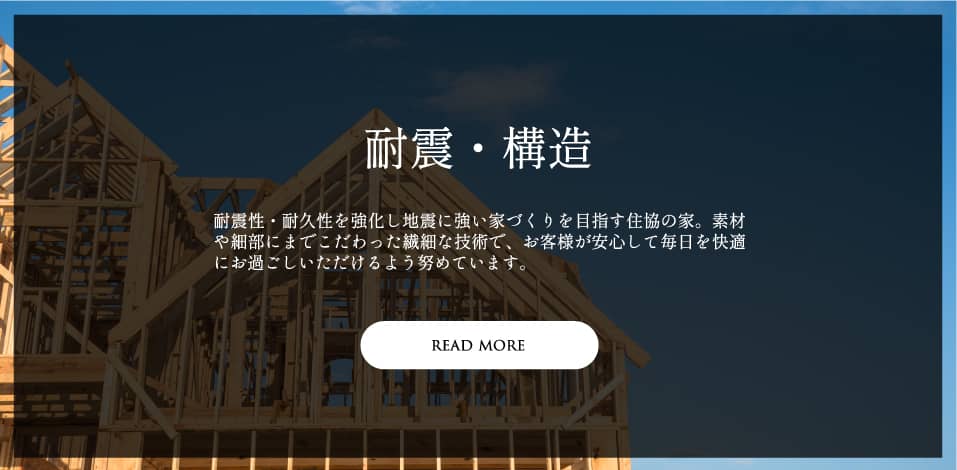 耐震・構造
耐震性・耐久性を強化し地震に強い家づくりを目指す住協の家。素材
や細部にまでこだわった繊細な技術で、お客様が安心して毎日を快適
にお過ごしいただけるよう努めています。
READ MORE